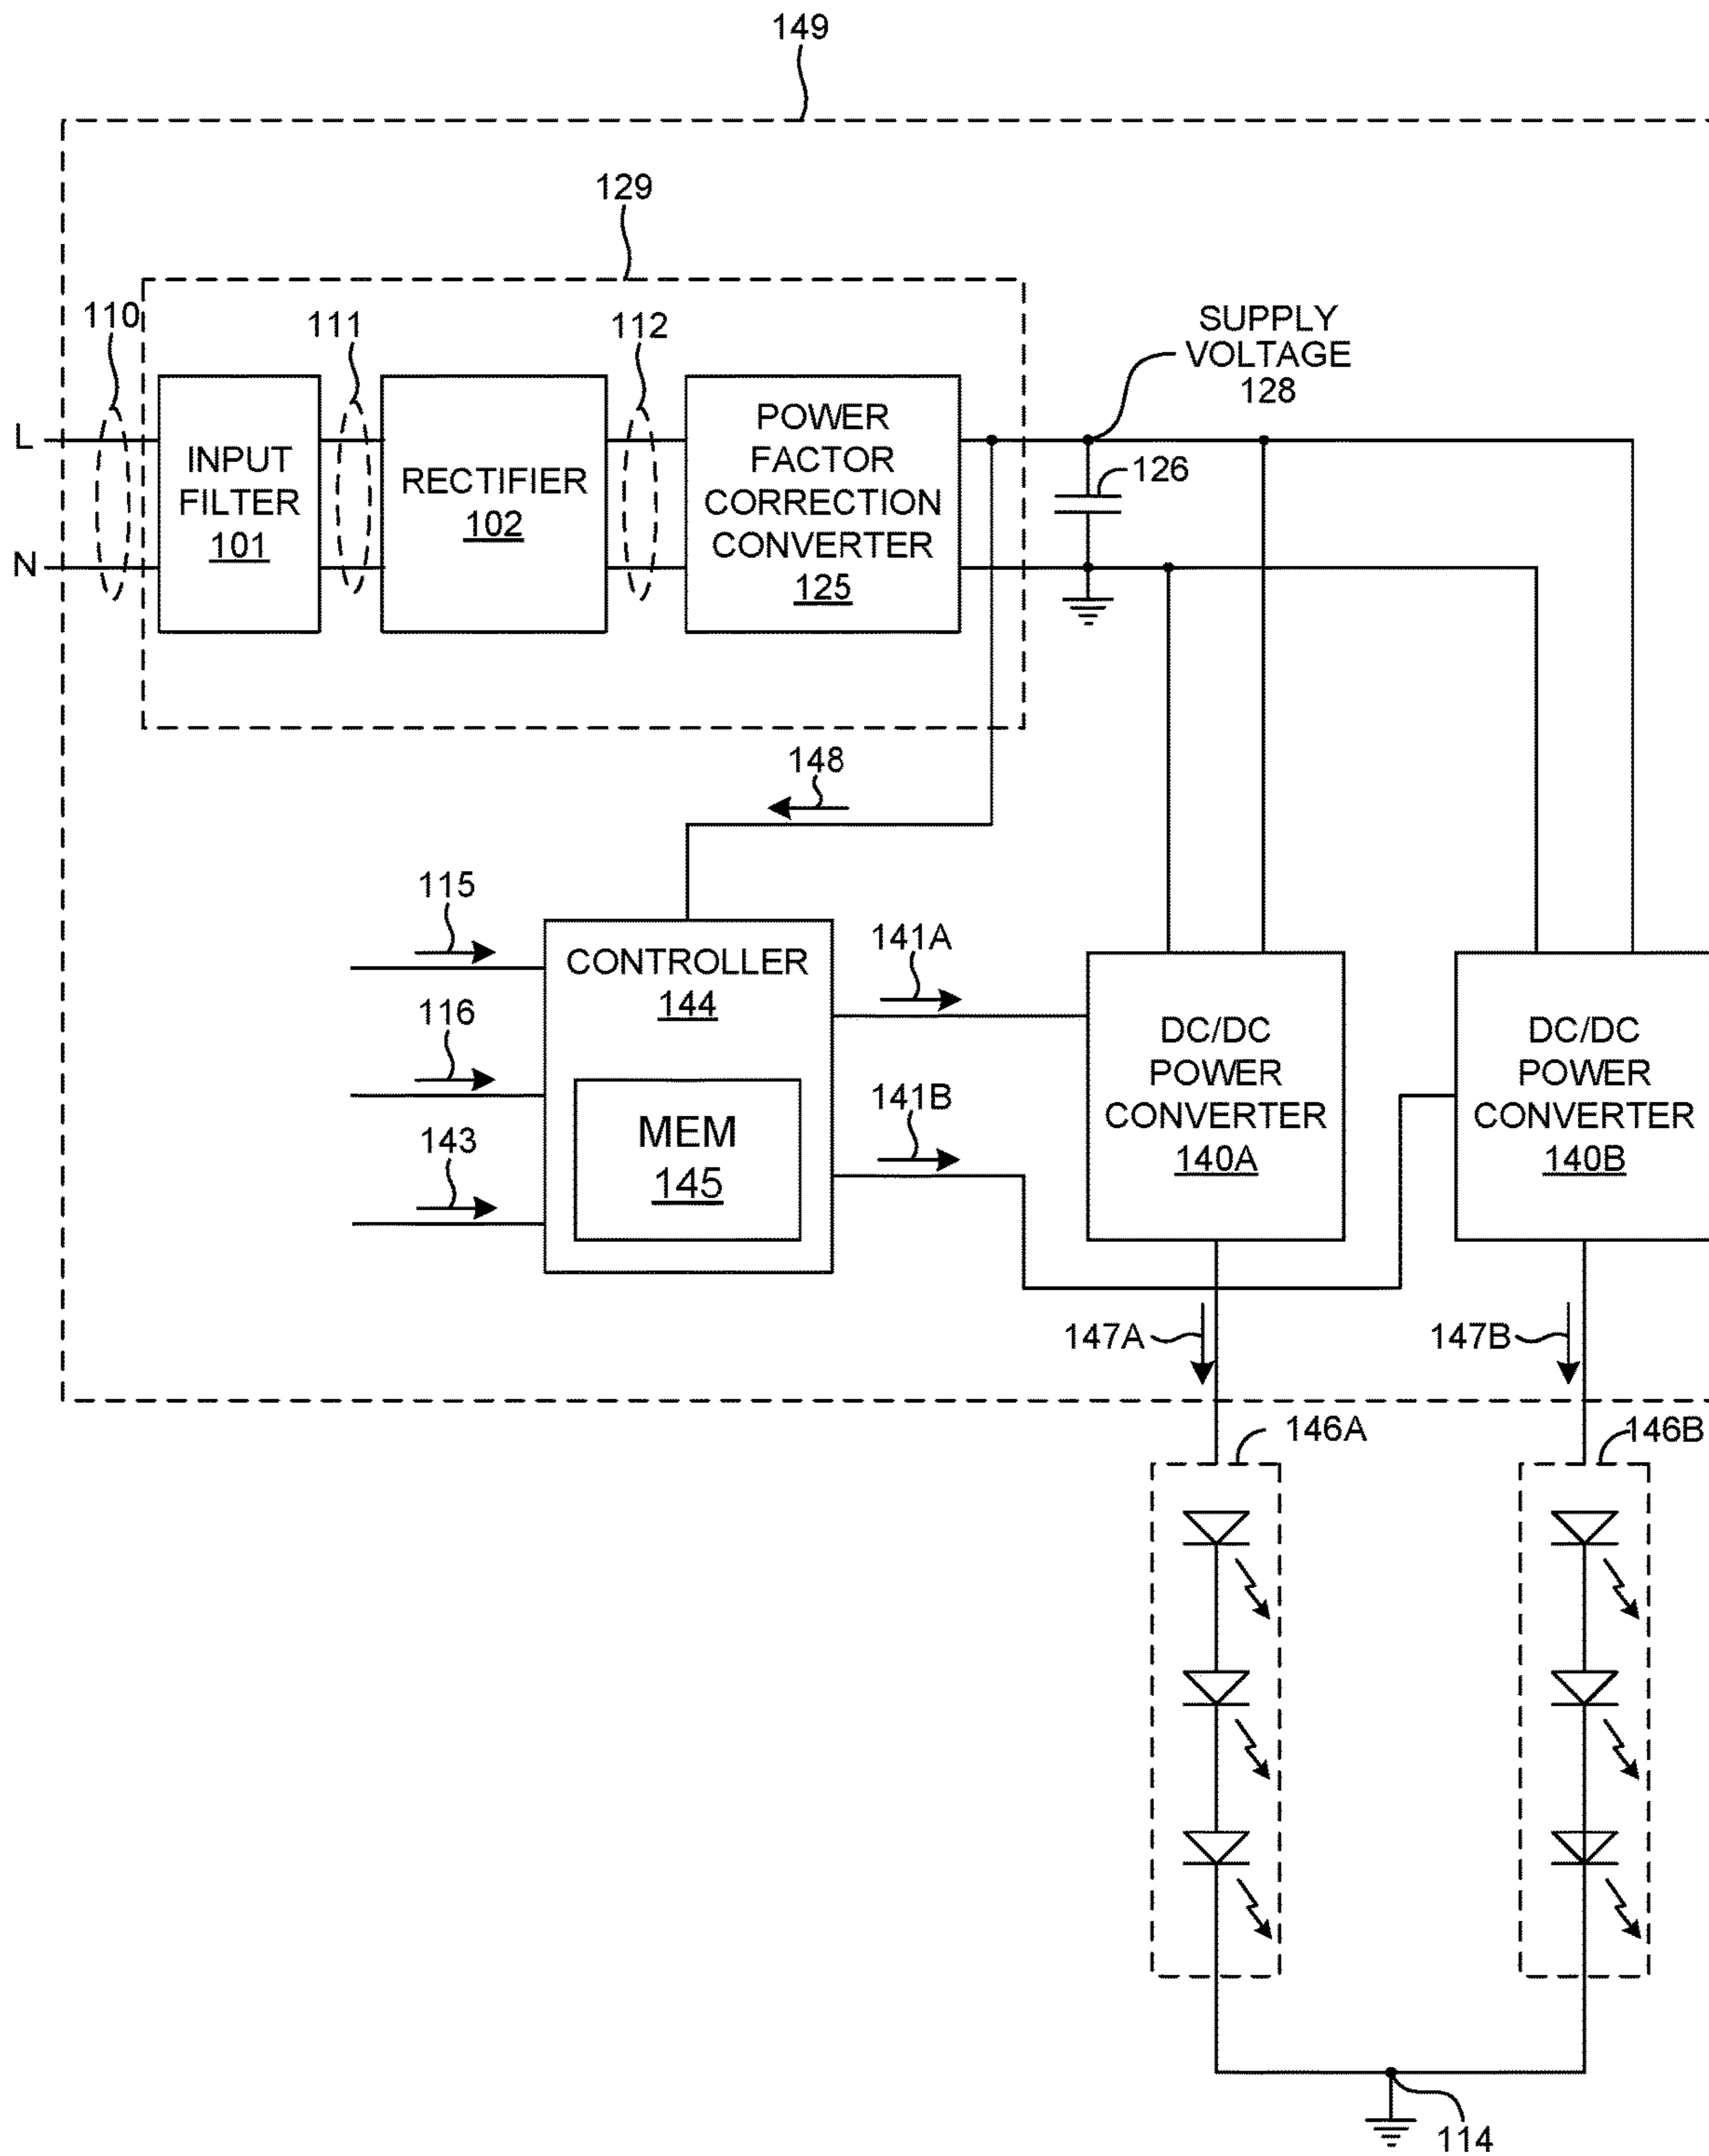 149
129
110
111
112
SUPPLY
VOLTAGE
128
L
N
INPUT
FILTER
101
RECTIFIER
102
POWER
FACTOR
CORRECTION
CONVERTER
125
126
148
115
116
143
CONTROLLER
144
MEM
145
141A
141B
DC/DC
POWER
CONVERTER
140A
DC/DC
POWER
CONVERTER
140B
147A
147B
146A
146B
114